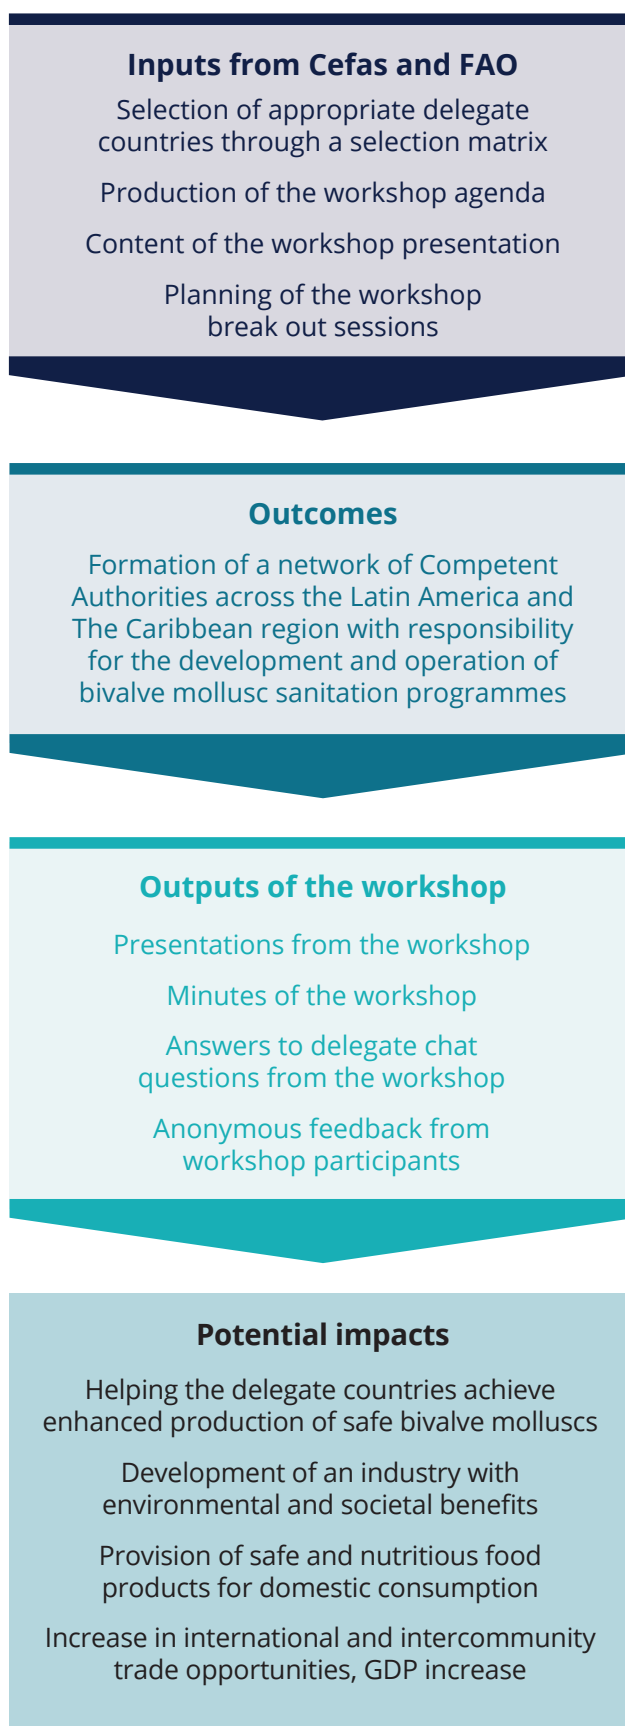 Inputs from Cefas and FAO
Selection of appropriate delegate
countries through a selection matrix
Production of the workshop agenda
Content of the workshop presentation
Planning of the workshop
break out sessions
Outcomes
Formation of a network of Competent
Authorities across the Latin America and
The Caribbean region with responsibility
for the development and operation of
bivalve mollusc sanitation programmes
Outputs of the workshop
Presentations from the workshop
Minutes of the workshop
Answers to delegate chat
questions from the workshop
Anonymous feedback from
workshop participants
Potential impacts
Helping the delegate countries achieve
enhanced production of safe bivalve molluscs
Development of an industry with
environmental and societal benefits
Provision of safe and nutritious food
products for domestic consumption
Increase in international and intercommunity
trade opportunities, GDP increase